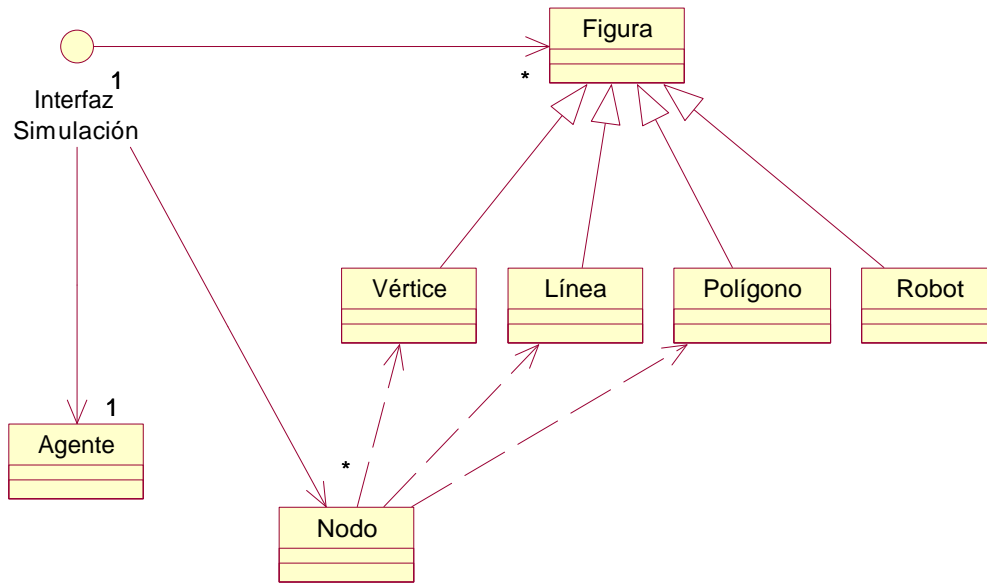 Figura
*
1
Interfaz
Simulación
Vértice
Línea
Polígono
Robot
1
Agente
*
Nodo